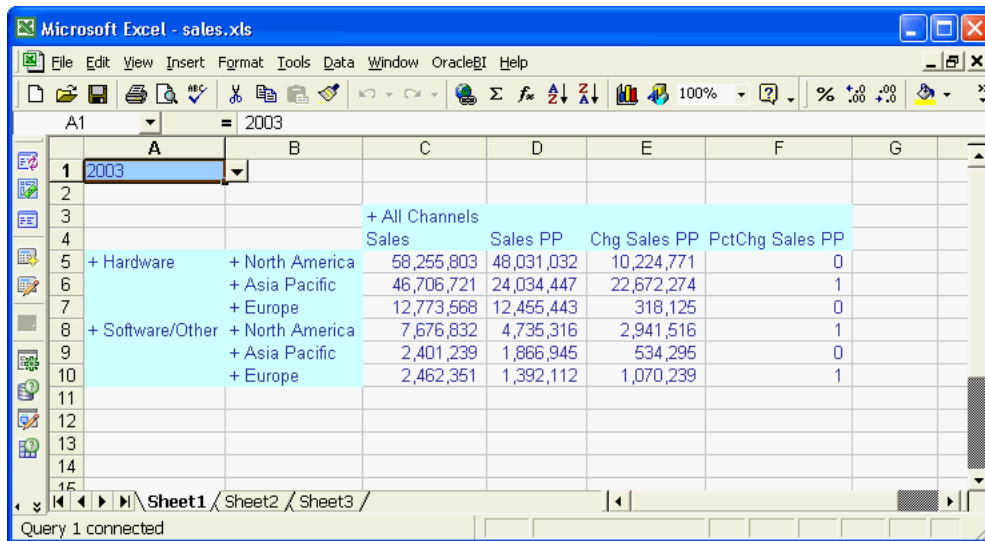 Microsoft Excel - sales.xls
File Edit View Insert Format Tools Data Window OracleBI Help
ABC Σ fx A Z Z A 100% ? % .00
A1 = 2003
A B C D E F G
1 2003
2
3 + All Channels
4 Sales Sales PP Chg Sales PP PctChg Sales PP
5 + Hardware + North America 58,255,803 48,031,032 10,224,771 0
6 + Asia Pacific 46,706,721 24,034,447 22,672,274 1
7 + Europe 12,773,568 12,455,443 318,125 0
8 + Software/Other + North America 7,676,832 4,735,316 2,941,516 1
9 + Asia Pacific 2,401,239 1,866,945 534,295 0
10 + Europe 2,462,351 1,392,112 1,070,239 1
11
12
13
14
15
Sheet1 Sheet2 Sheet3
Query 1 connected